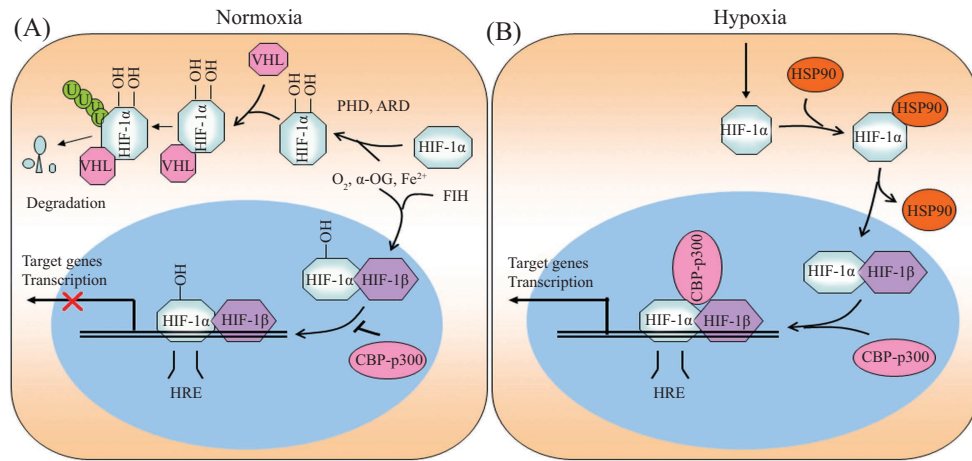 (A)
Normoxia
OH
OH
OH
OH
VHL
OH
OH
U
U
U
U
HIF-1α
HIF-1α
HIF-1α
PHD, ARD
HIF-1α
VHL
VHL
O₂, α-OG, Fe²⁺
FIH
Degradation
OH
Target genes
Transcription
OH
HIF-1α
HIF-1β
HIF-1α
HIF-1β
CBP-p300
HRE
(B)
Hypoxia
HSP90
HSP90
HIF-1α
HIF-1α
HSP90
CBP-p300
Target genes
Transcription
HIF-1α
HIF-1β
HIF-1α
HIF-1β
CBP-p300
HRE